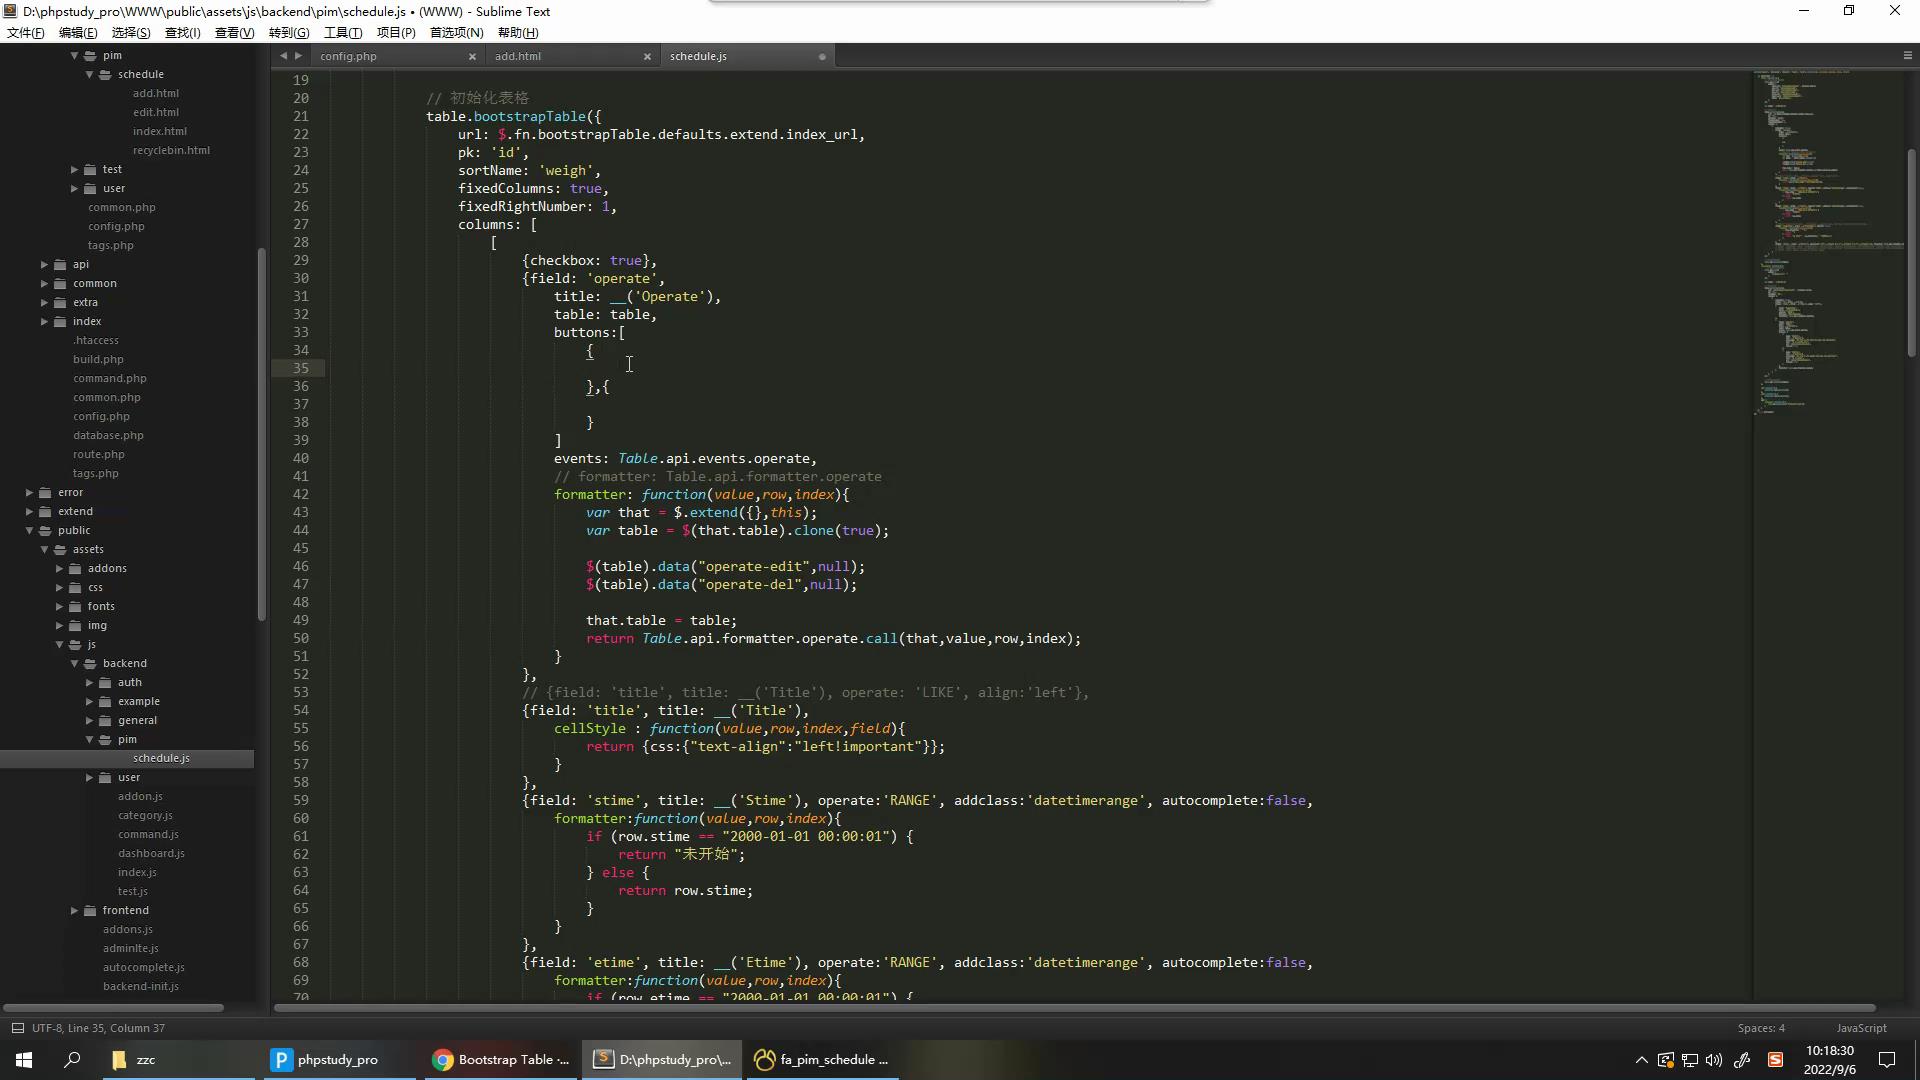 D:\phpstudy_pro\WWW\public\assets\js\backend\pim\schedule.js • (WWW) - Sublime Text
文件(F) 编辑(E) 选择(S) 查找(I) 查看(V) 转到(G) 工具(T) 项目(P) 首选项(N) 帮助(H)
config.php × add.html × schedule.js
pim
schedule
add.html
edit.html
index.html
recyclebin.html
test
user
common.php
config.php
tags.php
api
common
extra
index
.htaccess
build.php
command.php
common.php
config.php
database.php
route.php
tags.php
error
extend
public
assets
addons
css
fonts
img
js
backend
auth
example
general
pim
schedule.js
user
addon.js
category.js
command.js
dashboard.js
index.js
test.js
frontend
addons.js
adminlte.js
autocomplete.js
backend-init.js
19
20 // 初始化表格
21 table.bootstrapTable({
22 url: $.fn.bootstrapTable.defaults.extend.index_url,
23 pk: 'id',
24 sortName: 'weigh',
25 fixedColumns: true,
26 fixedRightNumber: 1,
27 columns: [
28 [
29 {checkbox: true},
30 {field: 'operate',
31 title: __('Operate'),
32 table: table,
33 buttons:[
34 {
35
36 },{
37
38 }
39 ]
40 events: Table.api.events.operate,
41 // formatter: Table.api.formatter.operate
42 formatter: function(value,row,index){
43 var that = $.extend({},this);
44 var table = $(that.table).clone(true);
45
46 $(table).data("operate-edit",null);
47 $(table).data("operate-del",null);
48
49 that.table = table;
50 return Table.api.formatter.operate.call(that,value,row,index);
51 }
52 },
53 // {field: 'title', title: __('Title'), operate: 'LIKE', align:'left'},
54 {field: 'title', title: __('Title'),
55 cellStyle : function(value,row,index,field){
56 return {css:{"text-align":"left!important"}};
57 }
58 },
59 {field: 'stime', title: __('Stime'), operate:'RANGE', addclass:'datetimerange', autocomplete:false,
60 formatter:function(value,row,index){
61 if (row.stime == "2000-01-01 00:00:01") {
62 return "未开始";
63 } else {
64 return row.stime;
65 }
66 }
67 },
68 {field: 'etime', title: __('Etime'), operate:'RANGE', addclass:'datetimerange', autocomplete:false,
69 formatter:function(value,row,index){
70 if (row.etime == "2000-01-01 00:00:01") {
UTF-8, Line 35, Column 37
Spaces: 4 JavaScript
zzc
phpstudy_pro
Bootstrap Table ·...
D:\phpstudy_pro\...
fa_pim_schedule ...
10:18:30
2022/9/6